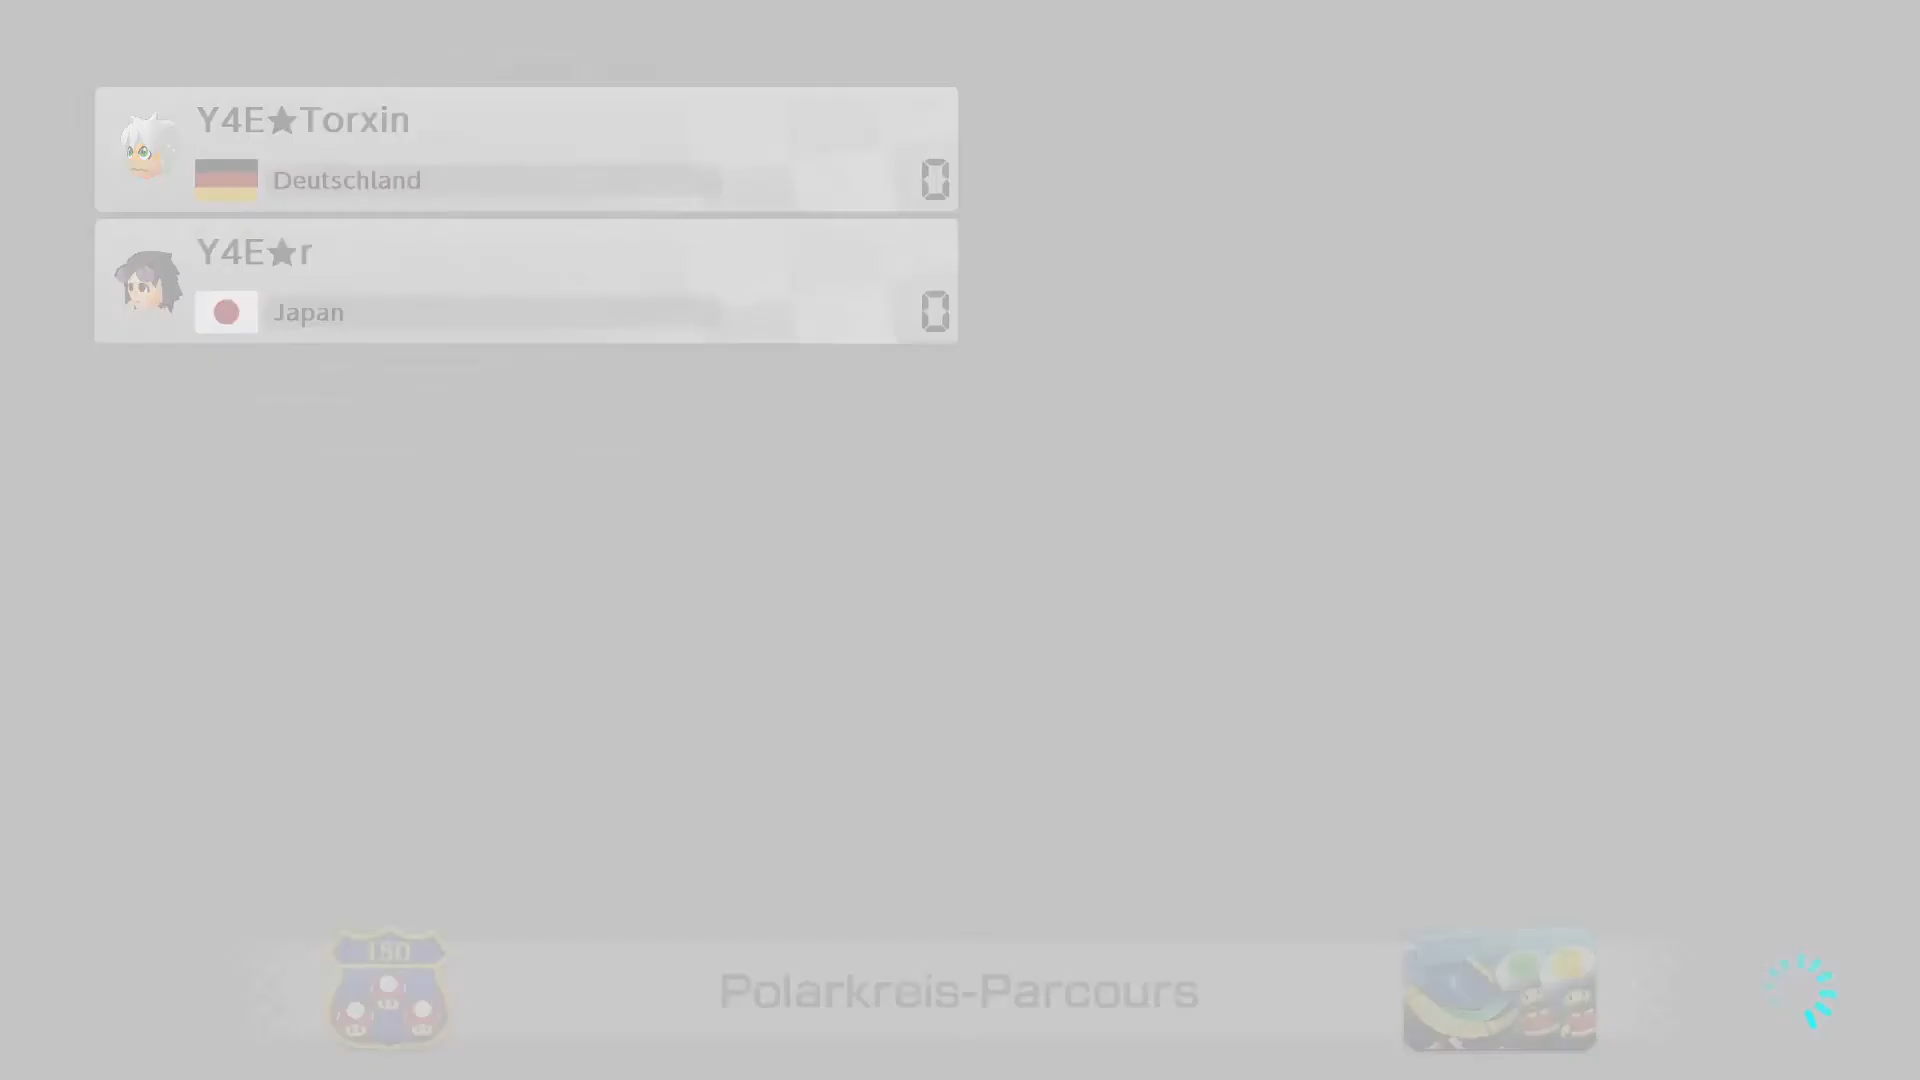 Y4E★Torxin
Deutschland
0
Y4E★r
Japan
0
150
Polarkreis-Parcours